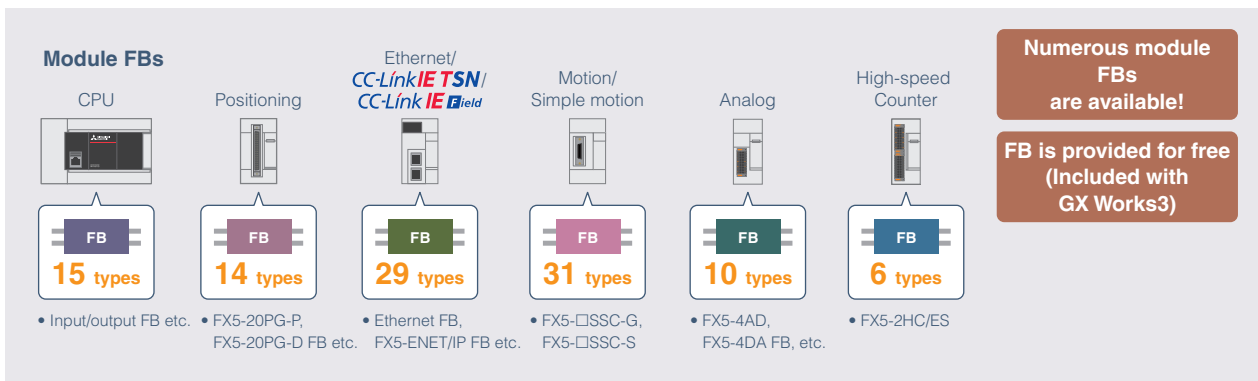 Module FBs
CPU
Positioning
Ethernet/
CC-Link IE TSN/
CC-Link IE Field
Motion/
Simple motion
Analog
High-speed
Counter
FB
15 types
FB
14 types
FB
29 types
FB
31 types
FB
10 types
FB
6 types
• Input/output FB etc.
• FX5-20PG-P,
FX5-20PG-D FB etc.
• Ethernet FB,
FX5-ENET/IP FB etc.
• FX5-□SSC-G,
FX5-□SSC-S
• FX5-4AD,
FX5-4DA FB, etc.
• FX5-2HC/ES
Numerous module
FBs
are available!
FB is provided for free
(Included with
GX Works3)